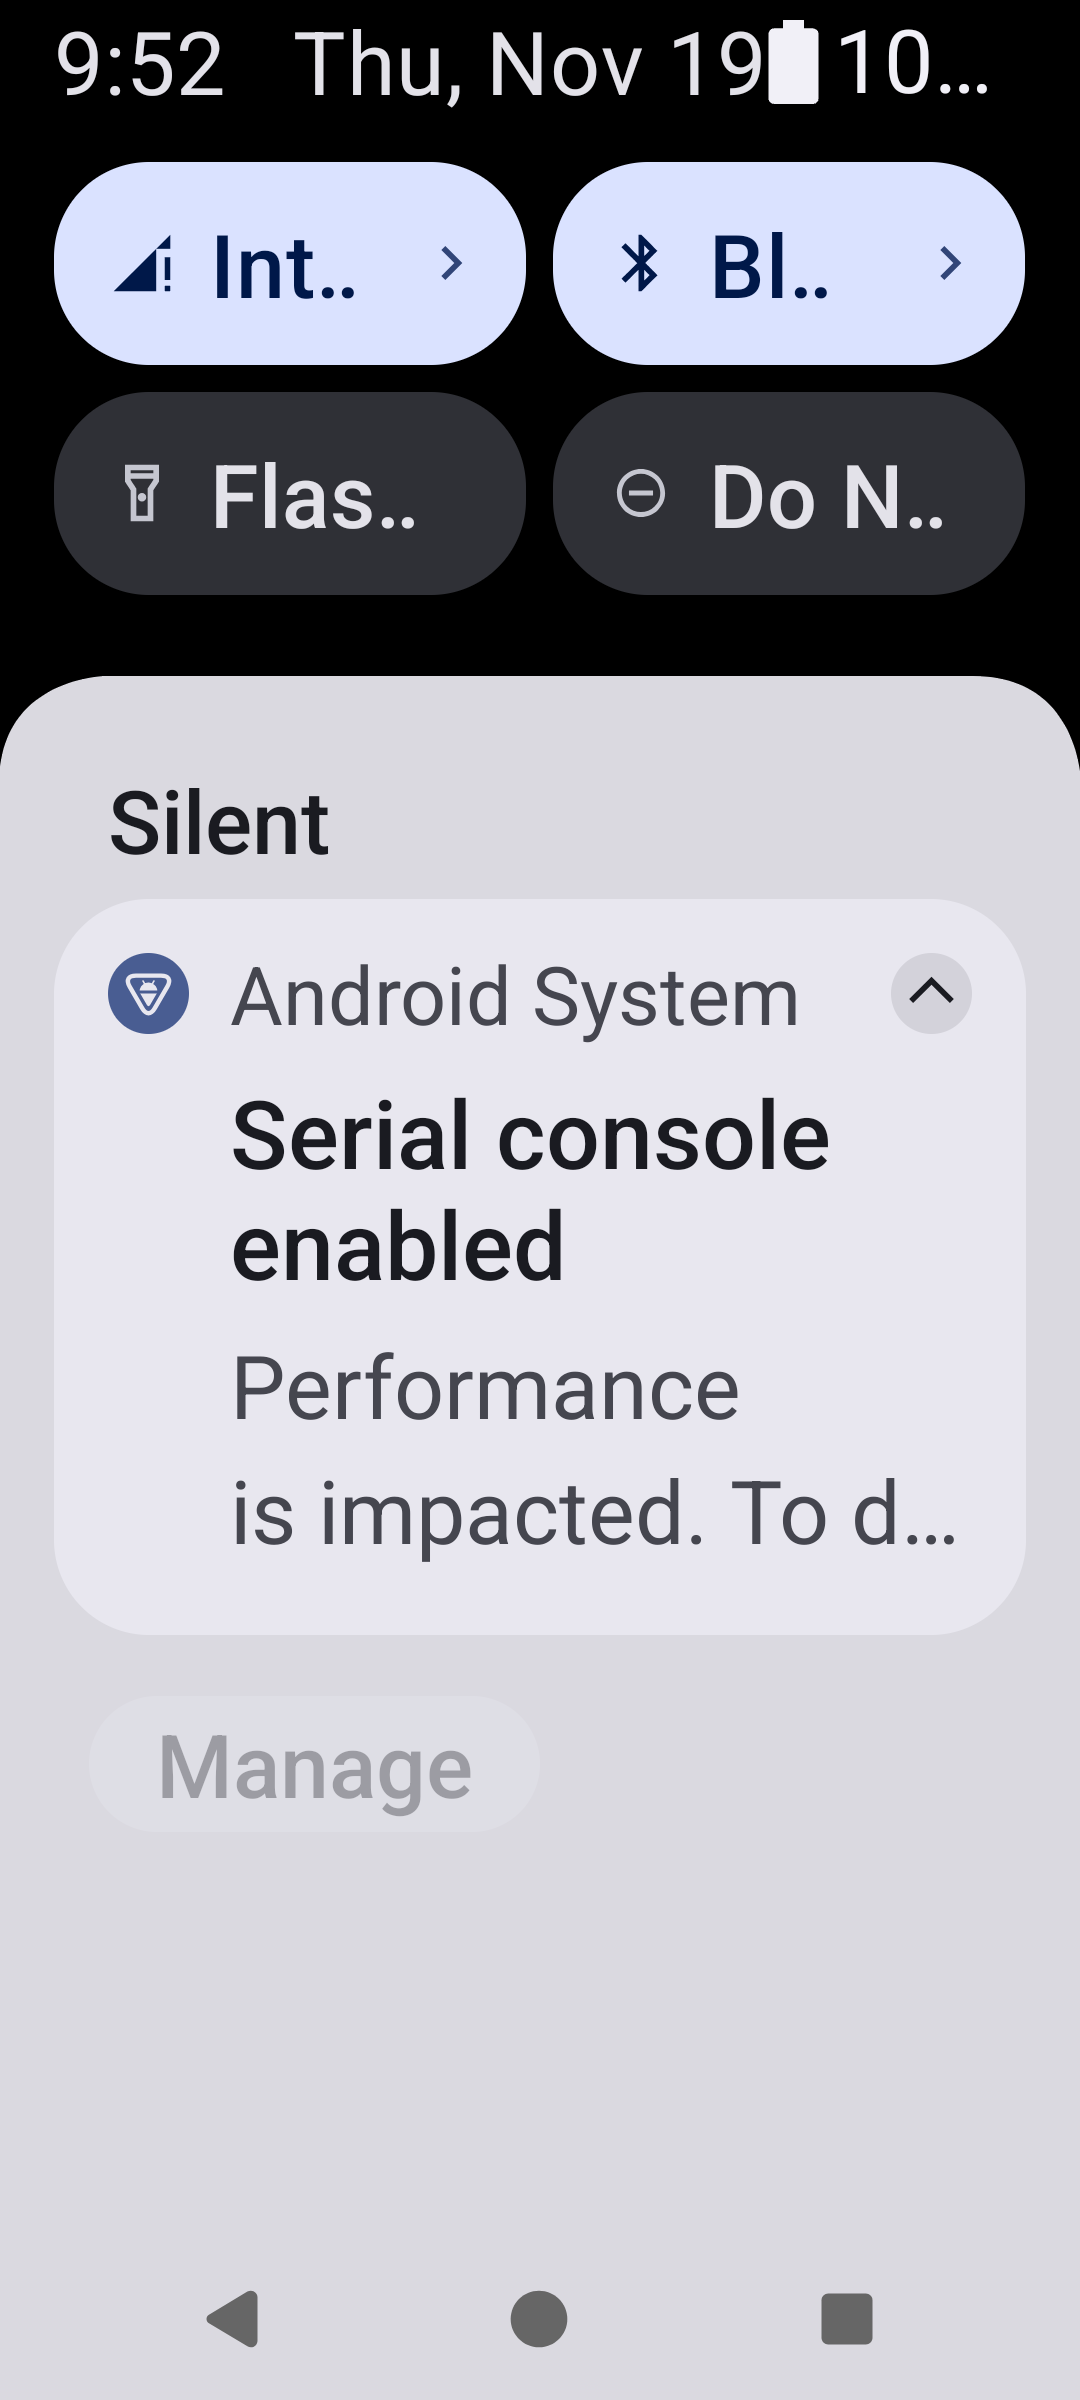 9:52 Thu, Nov 19 10…
Int… Bl…
Flas… Do N…
Silent
Android System
Serial console
enabled
Performance
is impacted. To d…
Manage